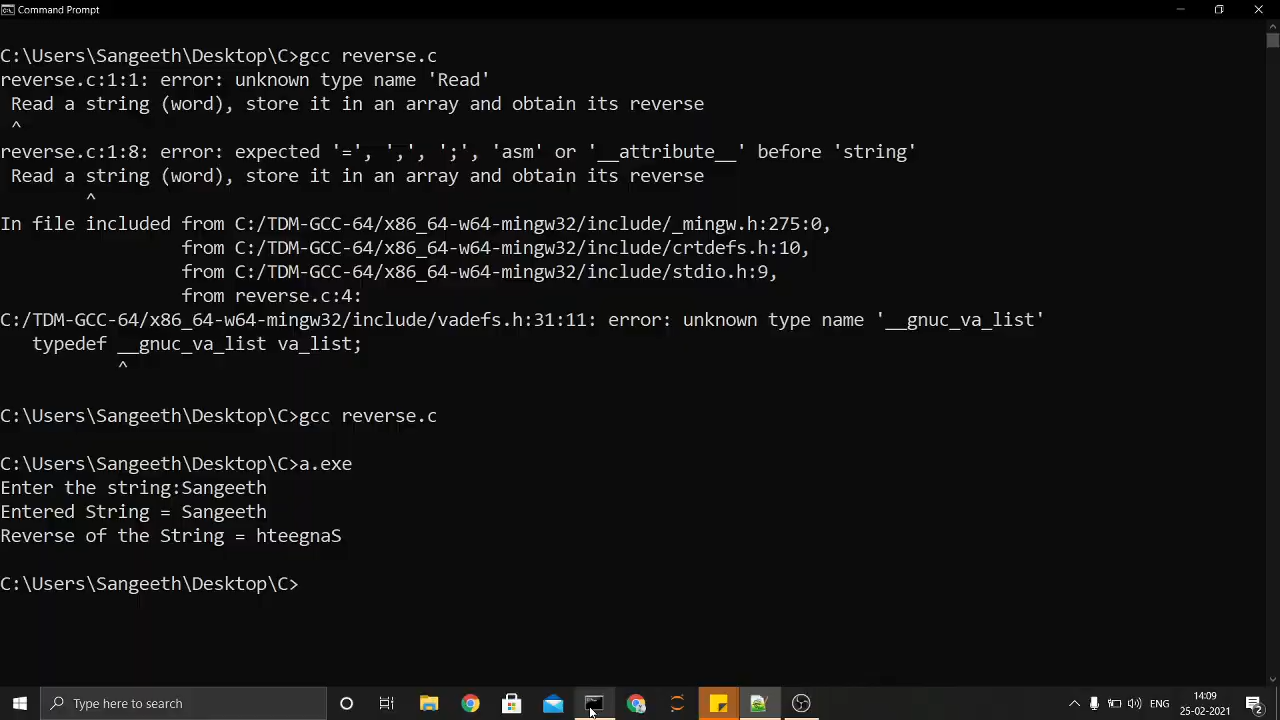 Command Prompt
C:\Users\Sangeeth\Desktop\C>gcc reverse.c
reverse.c:1:1: error: unknown type name 'Read'
 Read a string (word), store it in an array and obtain its reverse
 ^
reverse.c:1:8: error: expected '=', ',', ';', 'asm' or '__attribute__' before 'string'
 Read a string (word), store it in an array and obtain its reverse
        ^
In file included from C:/TDM-GCC-64/x86_64-w64-mingw32/include/_mingw.h:275:0,
                 from C:/TDM-GCC-64/x86_64-w64-mingw32/include/crtdefs.h:10,
                 from C:/TDM-GCC-64/x86_64-w64-mingw32/include/stdio.h:9,
                 from reverse.c:4:
C:/TDM-GCC-64/x86_64-w64-mingw32/include/vadefs.h:31:11: error: unknown type name '__gnuc_va_list'
   typedef __gnuc_va_list va_list;
           ^
C:\Users\Sangeeth\Desktop\C>gcc reverse.c
C:\Users\Sangeeth\Desktop\C>a.exe
Enter the string:Sangeeth
Entered String = Sangeeth
Reverse of the String = hteegnaS
C:\Users\Sangeeth\Desktop\C>
Type here to search
ENG
14:09
25-02-2021
2